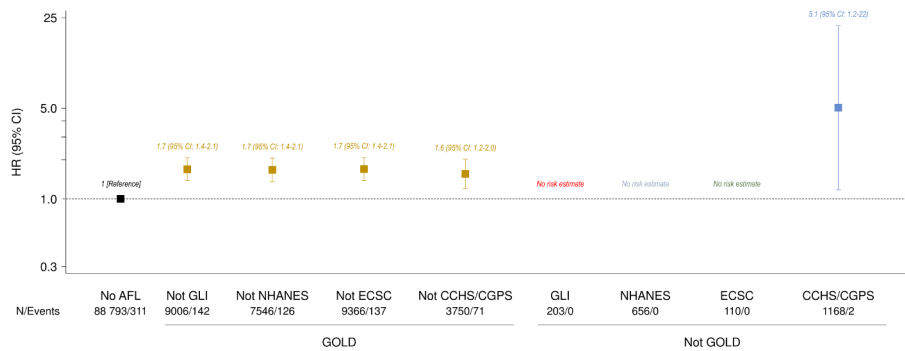 25
5.1 (95% CI: 1.2-22)
5.0
HR (95% CI)
1.7 (95% CI: 1.4-2.1)
1.7 (95% CI: 1.4-2.1)
1.7 (95% CI: 1.4-2.1)
1.6 (95% CI: 1.2-2.0)
1 [Reference]
No risk estimate
No risk estimate
No risk estimate
1.0
0.3
No AFL Not GLI Not NHANES Not ECSC Not CCHS/CGPS GLI NHANES ECSC CCHS/CGPS
N/Events 88 793/311 9006/142 7546/126 9366/137 3750/71 203/0 656/0 110/0 1168/2
GOLD Not GOLD